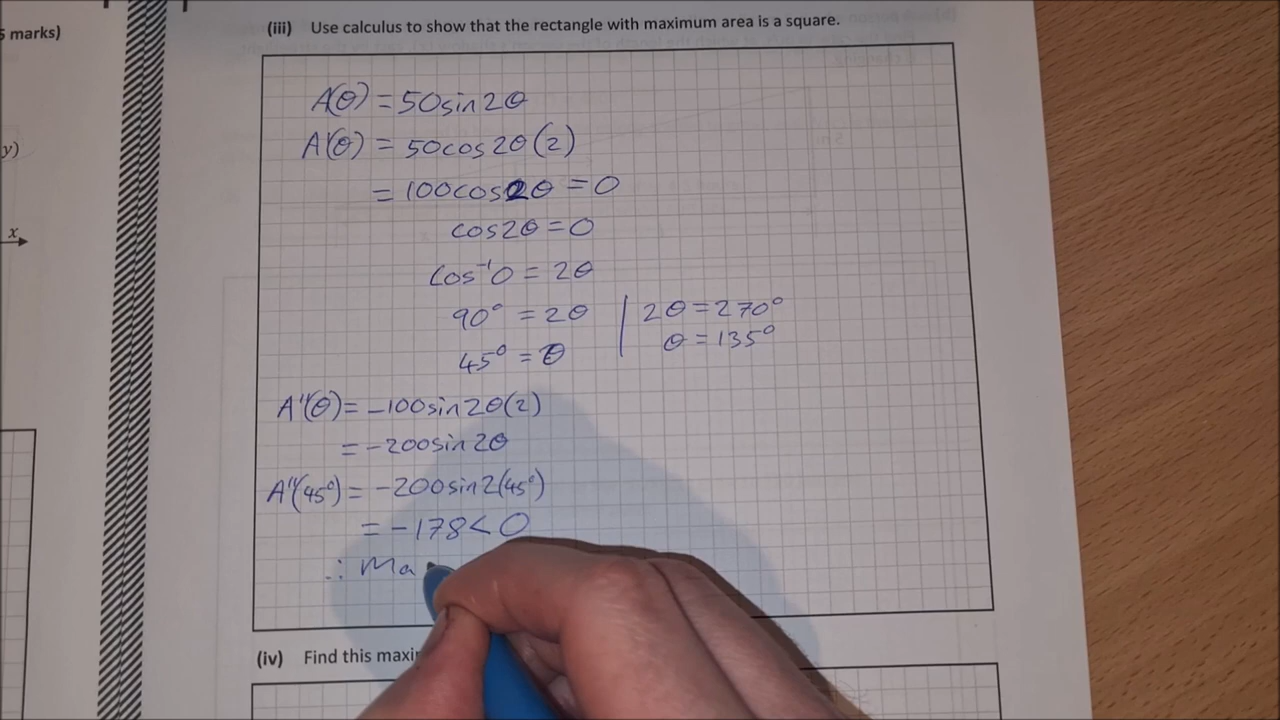 5 marks)
(iii) Use calculus to show that the rectangle with maximum area is a square.
y)
x
A(θ) = 50sin2θ
A'(θ) = 50cos2θ(2)
= 100cos2θ = 0
cos2θ = 0
Cos⁻¹0 = 2θ
90° = 2θ | 2θ = 270°
45° = θ | θ = 135°
A''(θ) = -100sin2θ(2)
= -200sin2θ
A''(45°) = -200sin2(45°)
= -178 < 0
∴ Ma
(iv) Find this maxi